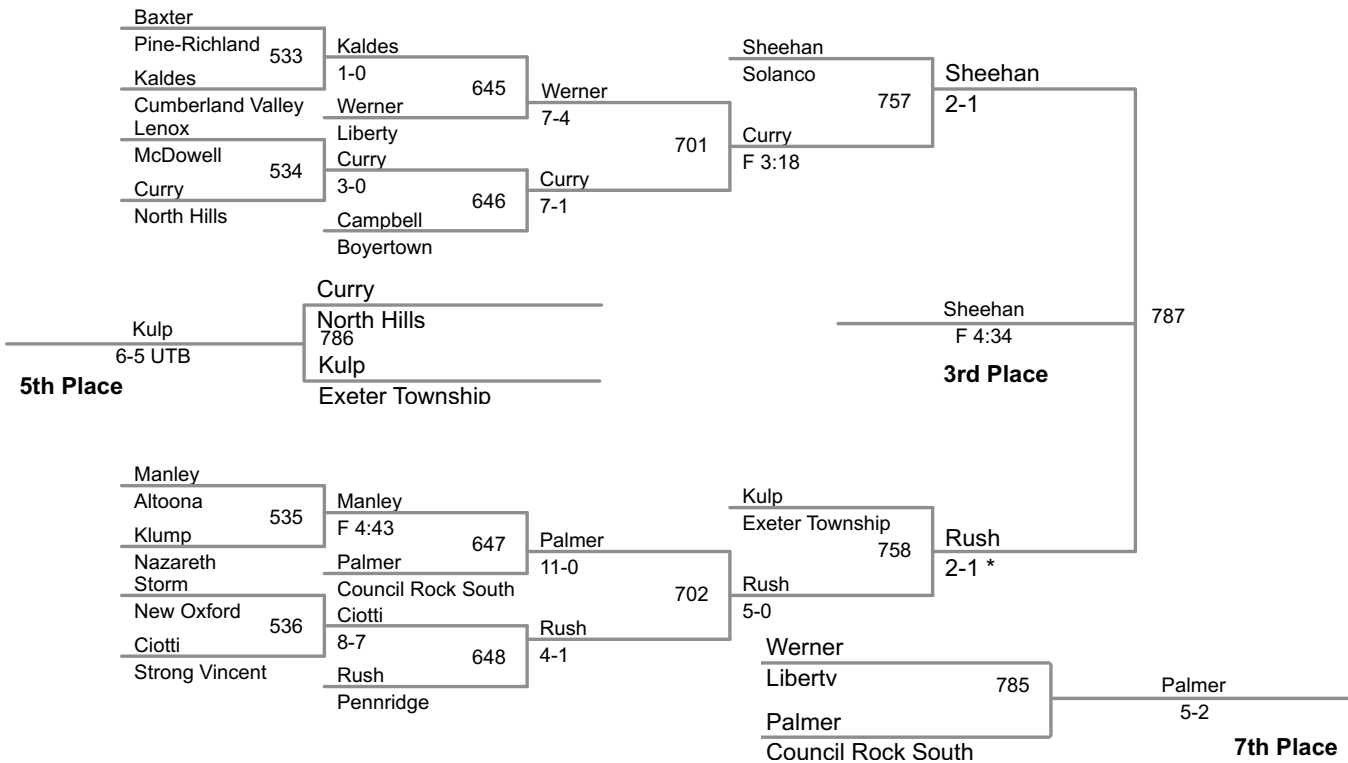 Baxter
Pine-Richland
533
Kaldes
Cumberland Valley
Lenox
McDowell
534
Curry
North Hills
Kaldes
1-0
645
Werner
Liberty
Curry
3-0
646
Campbell
Boyertown
Werner
7-4
701
Curry
7-1
Sheehan
Solanco
757
Curry
F 3:18
Sheehan
2-1
Curry
North Hills
786
Kulp
Exeter Township
Kulp
6-5 UTB
5th Place
Sheehan
F 4:34
3rd Place
787
Manley
Altoona
535
Klump
Nazareth
Storm
New Oxford
536
Ciotti
Strong Vincent
Manley
F 4:43
647
Palmer
Council Rock South
Ciotti
8-7
648
Rush
Pennridge
Palmer
11-0
702
Rush
4-1
Kulp
Exeter Township
758
Rush
5-0
Rush
2-1 *
Werner
Liberty
785
Palmer
Council Rock South
Palmer
5-2
7th Place